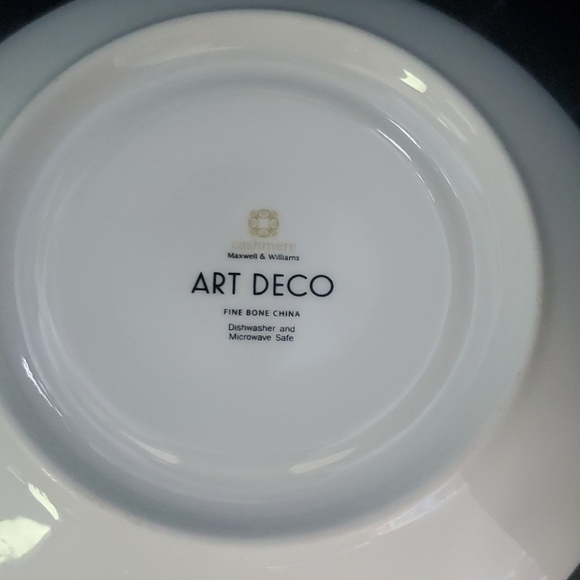 cashmere
Maxwell & Williams
ART DECO
FINE BONE CHINA
Dishwasher and
Microwave Safe